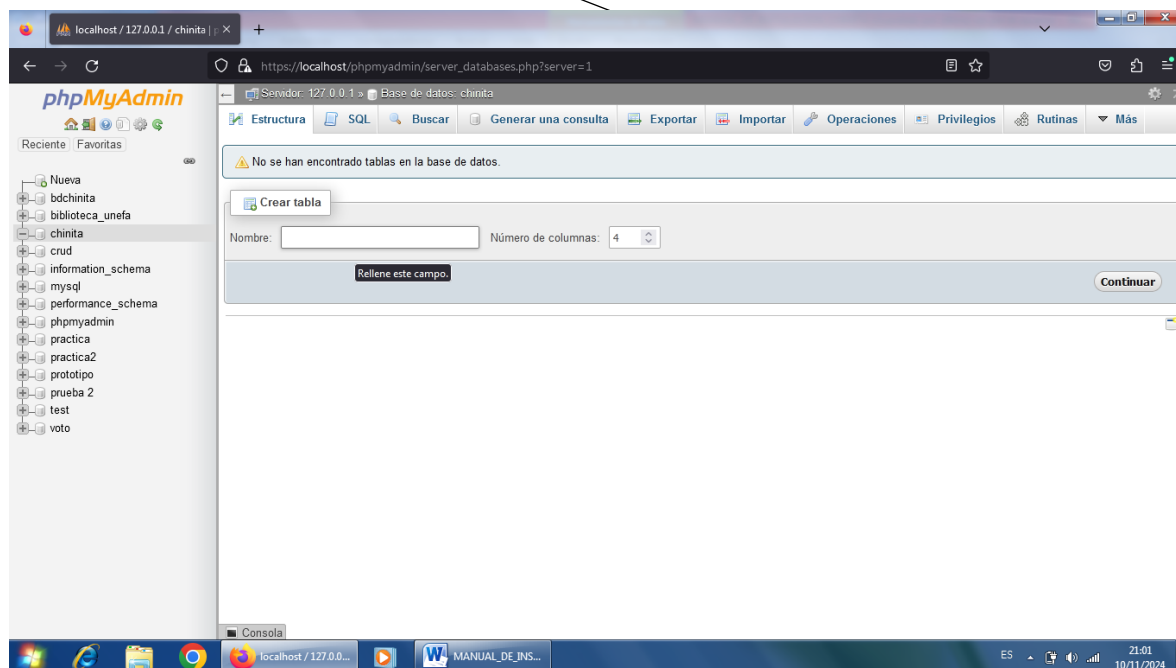 localhost / 127.0.0.1 / chinita | p
https://localhost/phpmyadmin/server_databases.php?server=1
phpMyAdmin
Reciente Favoritas
Nueva
bdchinita
biblioteca_unefa
chinita
crud
information_schema
mysql
performance_schema
phpmyadmin
practica
practica2
prototipo
prueba 2
test
voto
Servidor: 127.0.0.1 » Base de datos: chinita
Estructura SQL Buscar Generar una consulta Exportar Importar Operaciones Privilegios Rutinas Más
No se han encontrado tablas en la base de datos.
Crear tabla
Nombre: Número de columnas: 4
Rellene este campo.
Continuar
Consola
localhost / 127.0.0... MANUAL_DE_INS... ES 21:01
10/11/2024